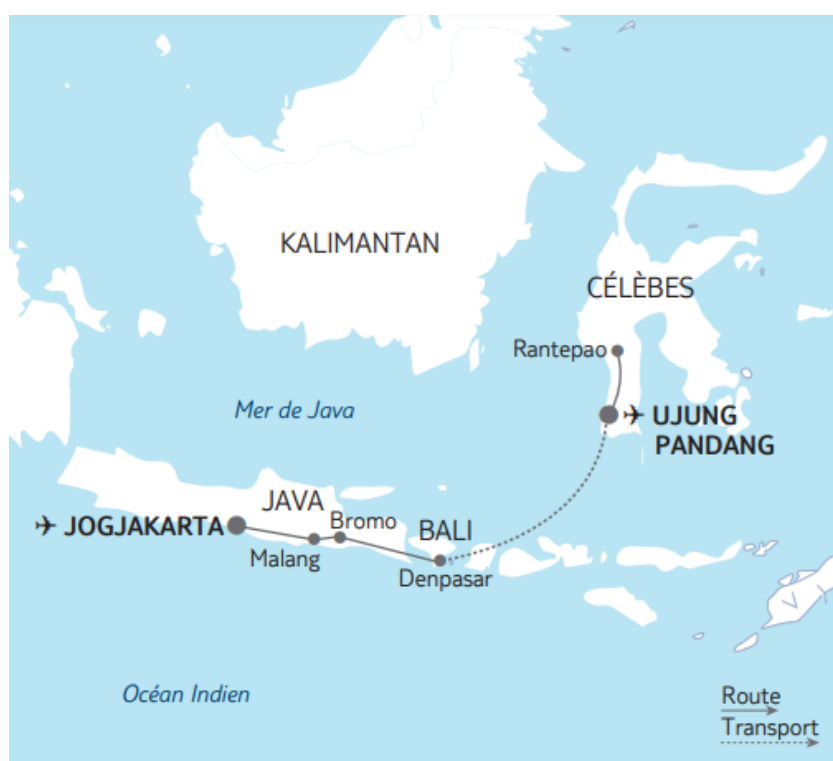 KALIMANTAN
CÉLÈBES
Rantepao
Mer de Java
✈ UJUNG
PANDANG
JAVA
✈ JOGJAKARTA
Bromo
BALI
Malang
Denpasar
Océan Indien
Route
Transport